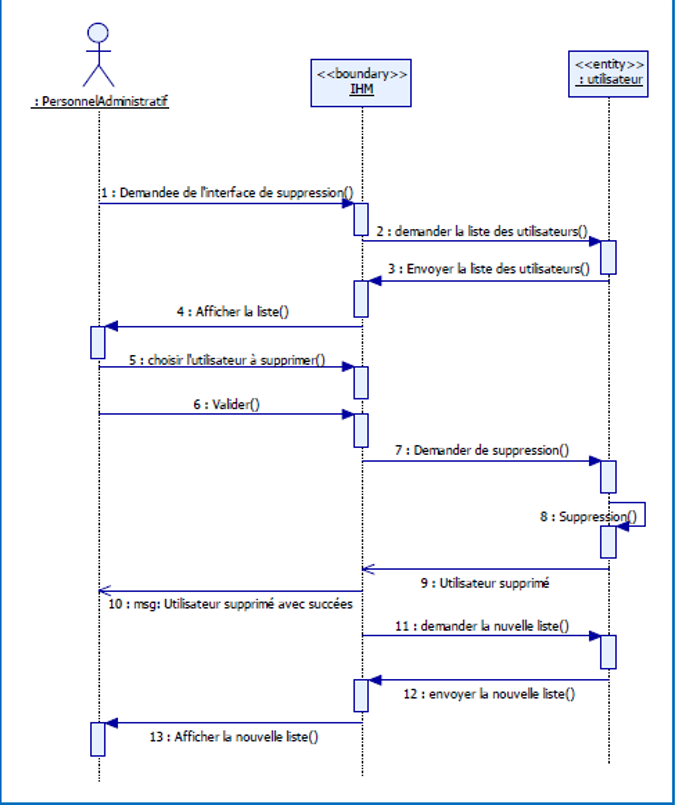 <<boundary>>
IHM
<<entity>>
: utilisateur
: PersonnelAdministratif
1 : Demandee de l'interface de suppression()
2 : demander la liste des utilisateurs()
3 : Envoyer la liste des utilisateurs()
4 : Afficher la liste()
5 : choisir l'utilisateur à supprimer()
6 : Valider()
7 : Demander de suppression()
8 : Suppression()
9 : Utilisateur supprimé
10 : msg: Utilisateur supprimé avec succées
11 : demander la nuvelle liste()
12 : envoyer la nouvelle liste()
13 : Afficher la nouvelle liste()